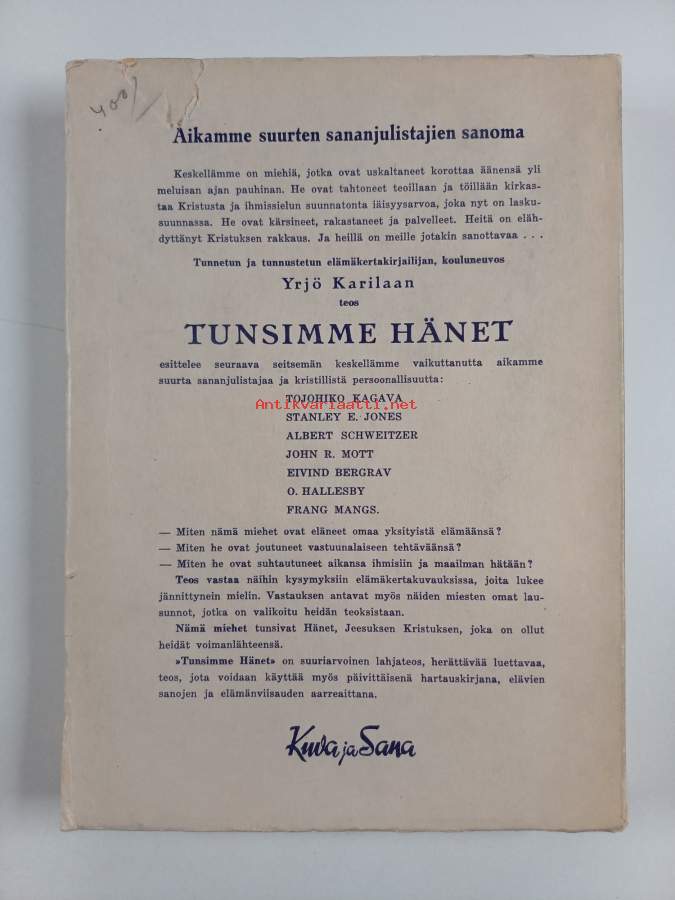 400/
Aikamme suurten sananjulistajien sanoma
Keskellämme on miehiä, jotka ovat uskaltaneet korottaa äänensä yli
meluisan ajan pauhinan. He ovat tahtoneet teoillaan ja töillään kirkas-
taa Kristusta ja ihmissielun suunnatonta iäisyysarvoa, joka nyt on lasku-
suunnassa. He ovat kärsineet, rakastaneet ja palvelleet. Heitä on eläh-
dyttänyt Kristuksen rakkaus. Ja heillä on meille jotakin sanottavaa . . .
Tunnetun ja tunnustetun elämäkertakirjailijan, kouluneuvos
Yrjö Karilaan
teos
TUNSIMME HÄNET
esittelee seuraava seitsemän keskellämme vaikuttanutta aikamme
suurta sananjulistajaa ja kristillistä persoonallisuutta:
TOJOHIKO KAGAVA
Antikvariaatti.net
STANLEY E. JONES
ALBERT SCHWEITZER
JOHN R. MOTT
EIVIND BERGRAV
O. HALLESBY
FRANG MANGS.
— Miten nämä miehet ovat eläneet omaa yksityistä elämäänsä?
— Miten he ovat joutuneet vastuunalaiseen tehtäväänsä?
— Miten he ovat suhtautuneet aikansa ihmisiin ja maailman hätään?
Teos vastaa näihin kysymyksiin elämäkertakuvauksissa, joita lukee
jännittynein mielin. Vastauksen antavat myös näiden miesten omat lau-
sunnot, jotka on valikoitu heidän teoksistaan.
Nämä miehet tunsivat Hänet, Jeesuksen Kristuksen, joka on ollut
heidät voimanlähteensä.
»Tunsimme Hänet» on suuriarvoinen lahjateos, herättävää luettavaa,
teos, jota voidaan käyttää myös päivittäisenä hartauskirjana, elävien
sanojen ja elämänviisauden aarreaittana.
Kuva ja Sana